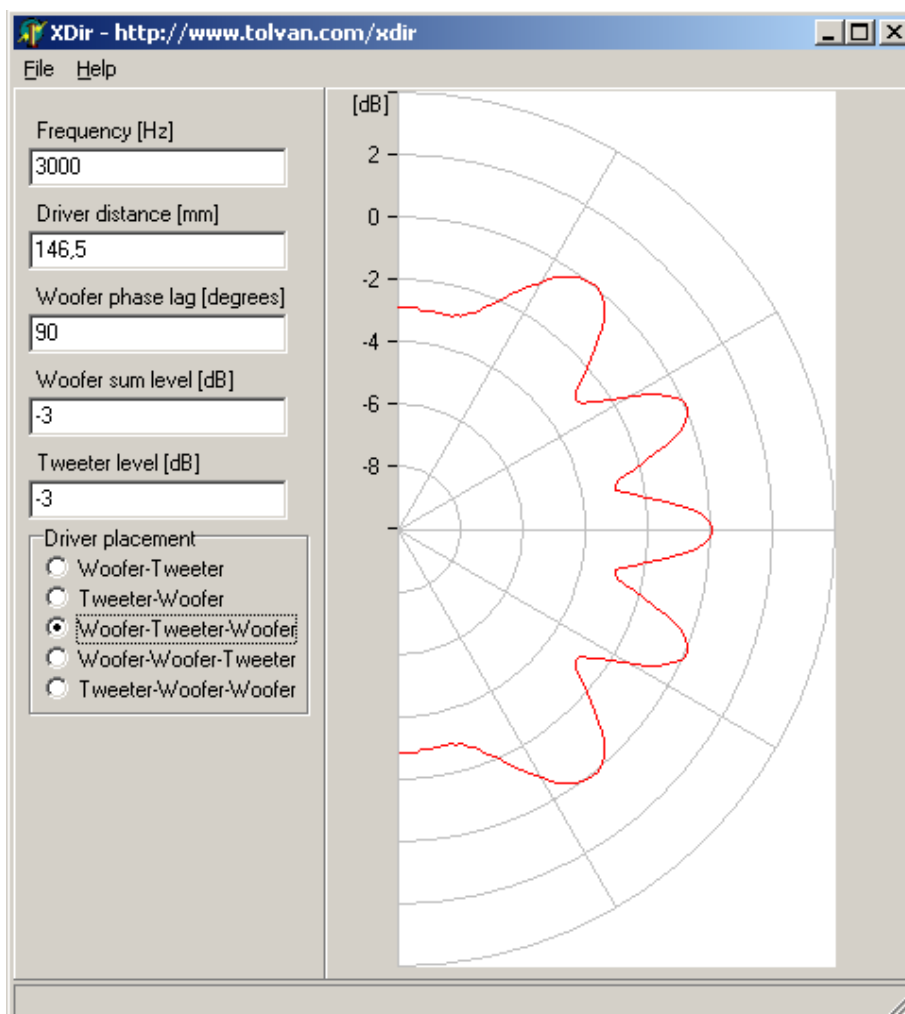 XDir - http://www.tolvan.com/xdir
File Help
Frequency [Hz]
3000
Driver distance [mm]
146,5
Woofer phase lag [degrees]
90
Woofer sum level [dB]
-3
Tweeter level [dB]
-3
Driver placement
Woofer-Tweeter
Tweeter-Woofer
Woofer-Tweeter-Woofer
Woofer-Woofer-Tweeter
Tweeter-Woofer-Woofer
[dB]
2
0
-2
-4
-6
-8